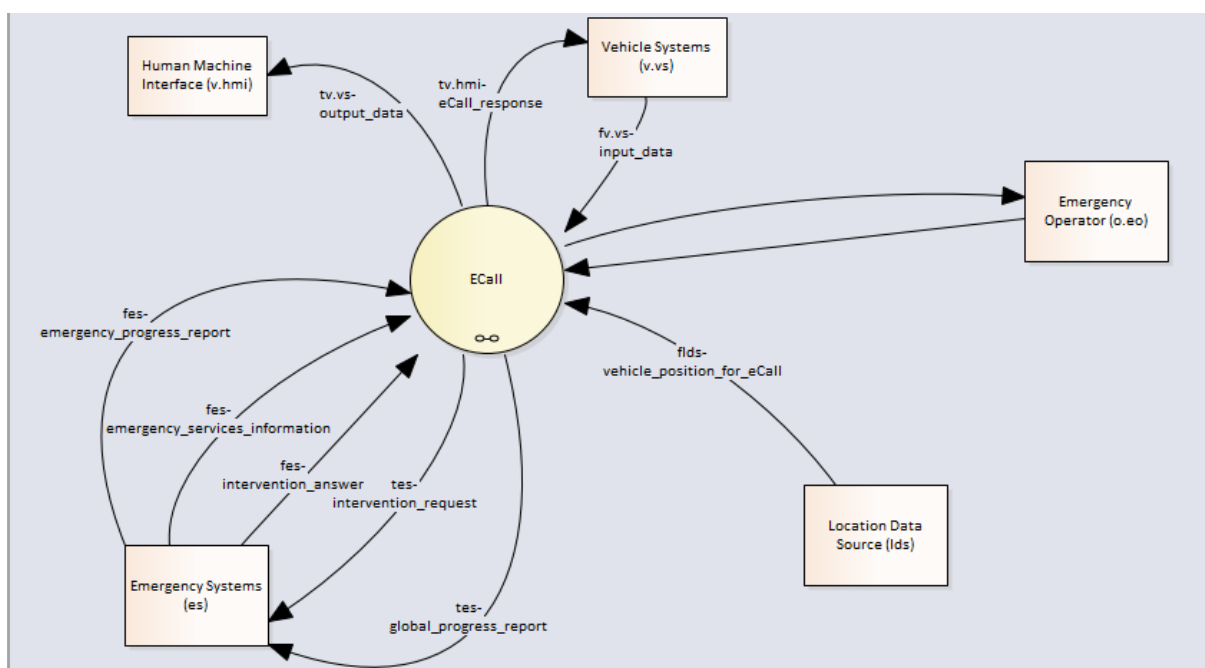 Human Machine
Interface (v.hmi)
tv.vs-
output_data
tv.hmi-
eCall_response
Vehicle Systems
(v.vs)
fv.vs-
input_data
Emergency
Operator (o.eo)
ECall
fes-
emergency_progress_report
flds-
vehicle_position_for_eCall
fes-
emergency_services_information
fes-
intervention_answer
tes-
intervention_request
Location Data
Source (lds)
Emergency Systems
(es)
tes-
global_progress_report